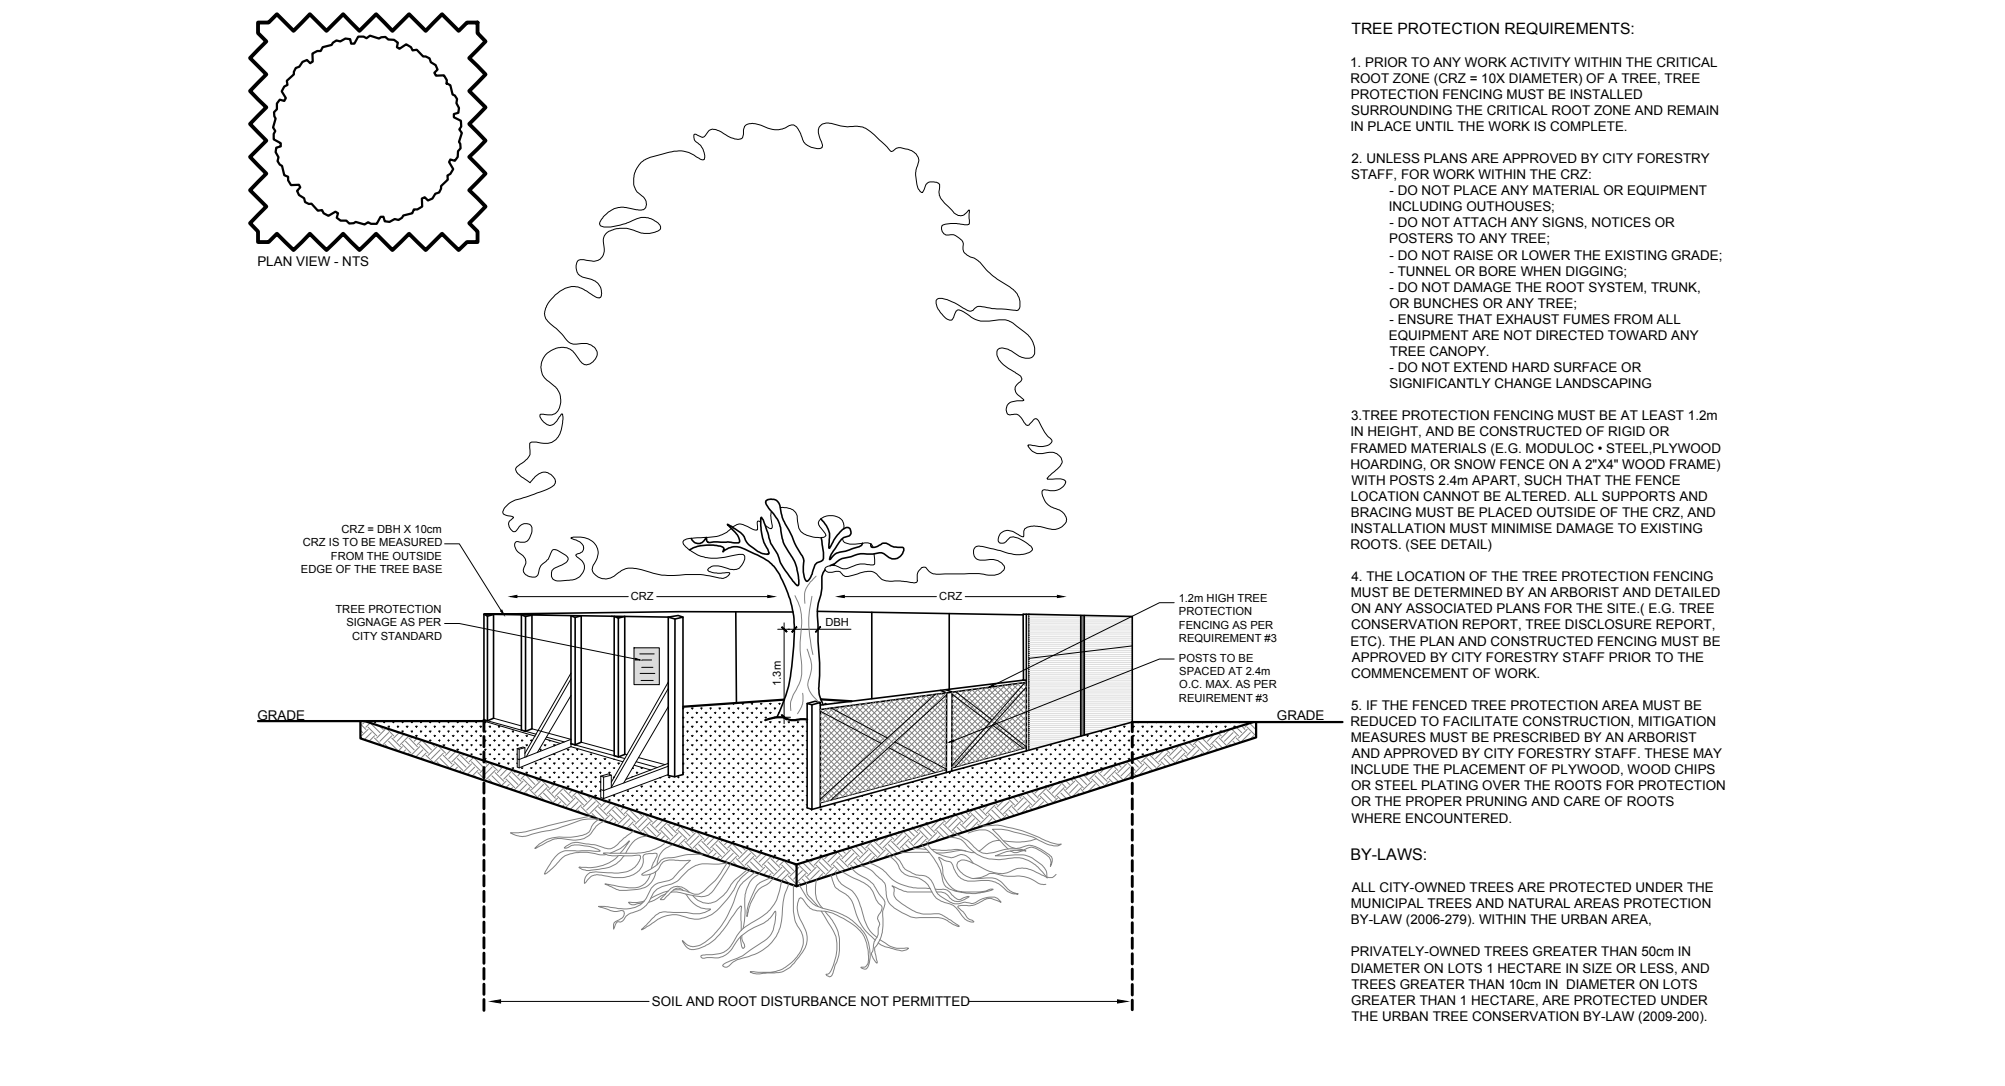 PLAN VIEW - NTS
CRZ = DBH X 10cm
CRZ IS TO BE MEASURED
FROM THE OUTSIDE
EDGE OF THE TREE BASE
TREE PROTECTION
SIGNAGE AS PER
CITY STANDARD
GRADE
CRZ
CRZ
DBH
1.3m
1.2m HIGH TREE
PROTECTION
FENCING AS PER
REQUIREMENT #3
POSTS TO BE
SPACED AT 2.4m
O.C. MAX. AS PER
REUIREMENT #3
GRADE
SOIL AND ROOT DISTURBANCE NOT PERMITTED
TREE PROTECTION REQUIREMENTS:
1. PRIOR TO ANY WORK ACTIVITY WITHIN THE CRITICAL
ROOT ZONE (CRZ = 10X DIAMETER) OF A TREE, TREE
PROTECTION FENCING MUST BE INSTALLED
SURROUNDING THE CRITICAL ROOT ZONE AND REMAIN
IN PLACE UNTIL THE WORK IS COMPLETE.
2. UNLESS PLANS ARE APPROVED BY CITY FORESTRY
STAFF, FOR WORK WITHIN THE CRZ:
- DO NOT PLACE ANY MATERIAL OR EQUIPMENT
INCLUDING OUTHOUSES;
- DO NOT ATTACH ANY SIGNS, NOTICES OR
POSTERS TO ANY TREE;
- DO NOT RAISE OR LOWER THE EXISTING GRADE;
- TUNNEL OR BORE WHEN DIGGING;
- DO NOT DAMAGE THE ROOT SYSTEM, TRUNK,
OR BUNCHES OR ANY TREE;
- ENSURE THAT EXHAUST FUMES FROM ALL
EQUIPMENT ARE NOT DIRECTED TOWARD ANY
TREE CANOPY.
- DO NOT EXTEND HARD SURFACE OR
SIGNIFICANTLY CHANGE LANDSCAPING
3.TREE PROTECTION FENCING MUST BE AT LEAST 1.2m
IN HEIGHT, AND BE CONSTRUCTED OF RIGID OR
FRAMED MATERIALS (E.G. MODULOC • STEEL,PLYWOOD
HOARDING, OR SNOW FENCE ON A 2"X4" WOOD FRAME)
WITH POSTS 2.4m APART, SUCH THAT THE FENCE
LOCATION CANNOT BE ALTERED. ALL SUPPORTS AND
BRACING MUST BE PLACED OUTSIDE OF THE CRZ, AND
INSTALLATION MUST MINIMISE DAMAGE TO EXISTING
ROOTS. (SEE DETAIL)
4. THE LOCATION OF THE TREE PROTECTION FENCING
MUST BE DETERMINED BY AN ARBORIST AND DETAILED
ON ANY ASSOCIATED PLANS FOR THE SITE.( E.G. TREE
CONSERVATION REPORT, TREE DISCLOSURE REPORT,
ETC). THE PLAN AND CONSTRUCTED FENCING MUST BE
APPROVED BY CITY FORESTRY STAFF PRIOR TO THE
COMMENCEMENT OF WORK.
5. IF THE FENCED TREE PROTECTION AREA MUST BE
REDUCED TO FACILITATE CONSTRUCTION, MITIGATION
MEASURES MUST BE PRESCRIBED BY AN ARBORIST
AND APPROVED BY CITY FORESTRY STAFF. THESE MAY
INCLUDE THE PLACEMENT OF PLYWOOD, WOOD CHIPS
OR STEEL PLATING OVER THE ROOTS FOR PROTECTION
OR THE PROPER PRUNING AND CARE OF ROOTS
WHERE ENCOUNTERED.
BY-LAWS:
ALL CITY-OWNED TREES ARE PROTECTED UNDER THE
MUNICIPAL TREES AND NATURAL AREAS PROTECTION
BY-LAW (2006-279). WITHIN THE URBAN AREA,
PRIVATELY-OWNED TREES GREATER THAN 50cm IN
DIAMETER ON LOTS 1 HECTARE IN SIZE OR LESS, AND
TREES GREATER THAN 10cm IN DIAMETER ON LOTS
GREATER THAN 1 HECTARE, ARE PROTECTED UNDER
THE URBAN TREE CONSERVATION BY-LAW (2009-200).